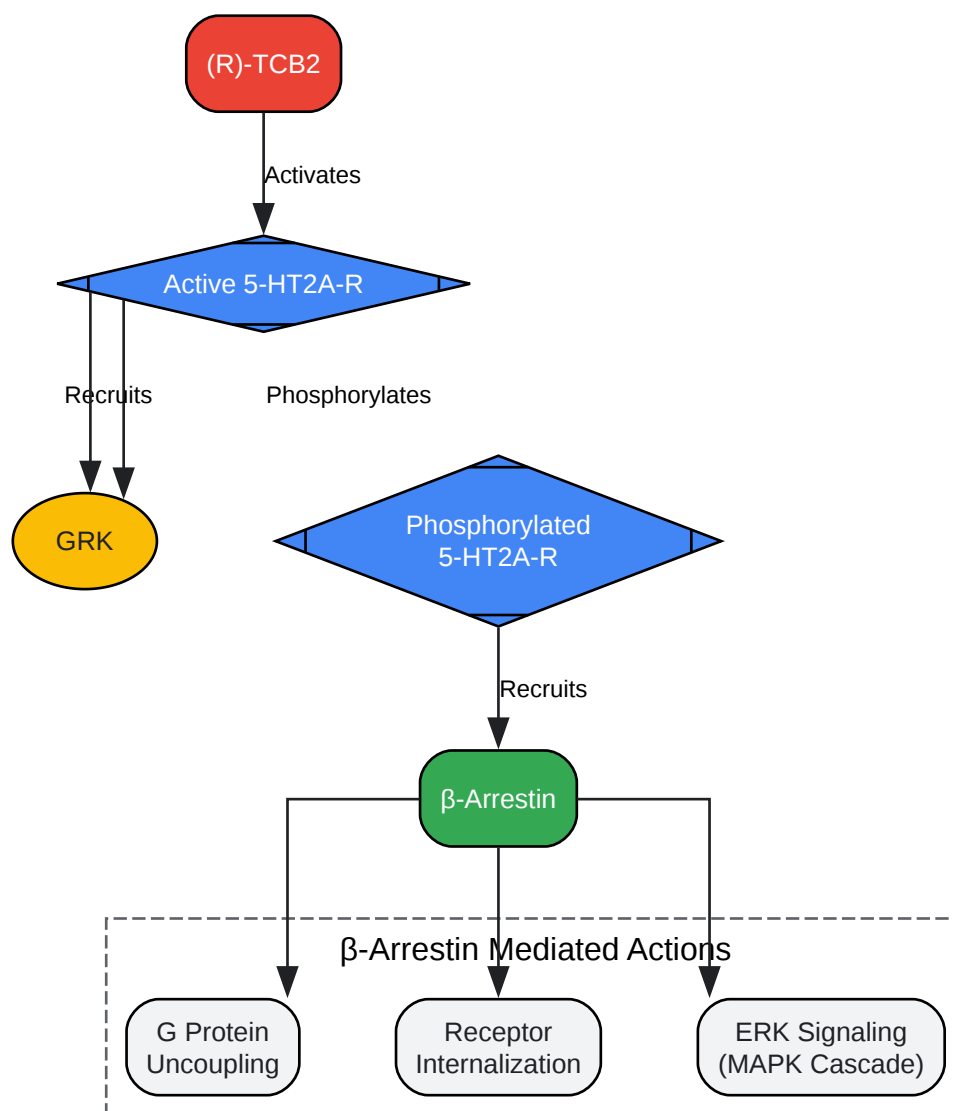 (R)-TCB2
Activates
Active 5-HT2A-R
Recruits
Phosphorylates
GRK
Phosphorylated
5-HT2A-R
Recruits
β-Arrestin
β-Arrestin Mediated Actions
G Protein
Uncoupling
Receptor
Internalization
ERK Signaling
(MAPK Cascade)